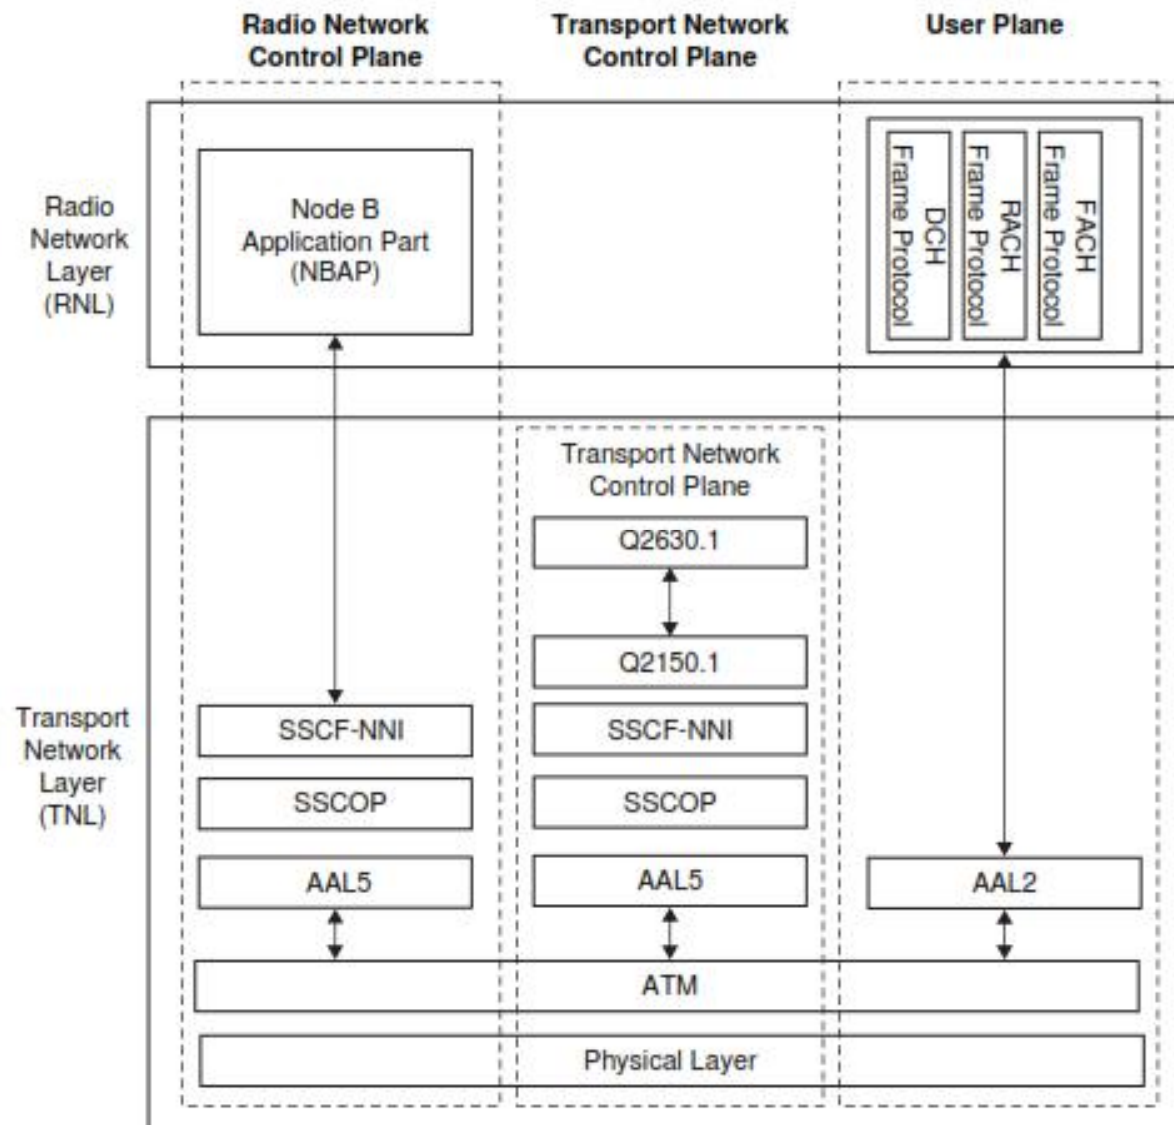 Radio Network
Control Plane
Transport Network
Control Plane
User Plane
Radio
Network
Layer
(RNL)
Node B
Application Part
(NBAP)
DCH
Frame Protocol
RACH
Frame Protocol
FACH
Frame Protocol
Transport Network
Control Plane
Q2630.1
Q2150.1
Transport
Network
Layer
(TNL)
SSCF-NNI
SSCF-NNI
SSCOP
SSCOP
AAL5
AAL5
AAL2
ATM
Physical Layer